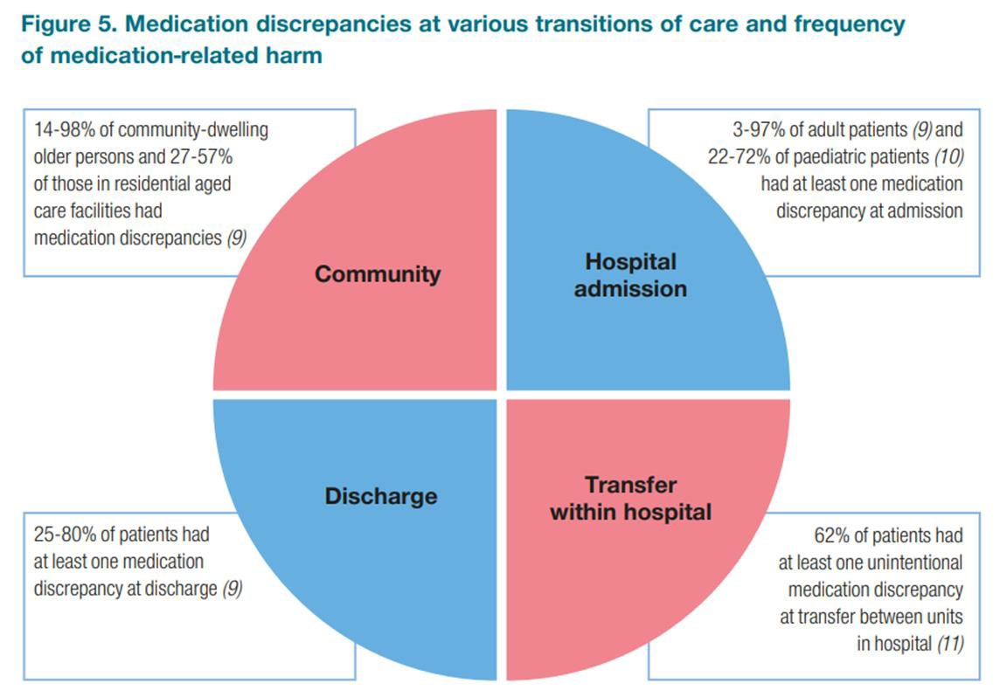 Figure 5. Medication discrepancies at various transitions of care and frequency
of medication-related harm
14-98% of community-dwelling
older persons and 27-57%
of those in residential aged
care facilities had
medication discrepancies (9)
3-97% of adult patients (9) and
22-72% of paediatric patients (10)
had at least one medication
discrepancy at admission
Community
Hospital
admission
Discharge
Transfer
within hospital
25-80% of patients had
at least one medication
discrepancy at discharge (9)
62% of patients had
at least one unintentional
medication discrepancy
at transfer between units
in hospital (11)